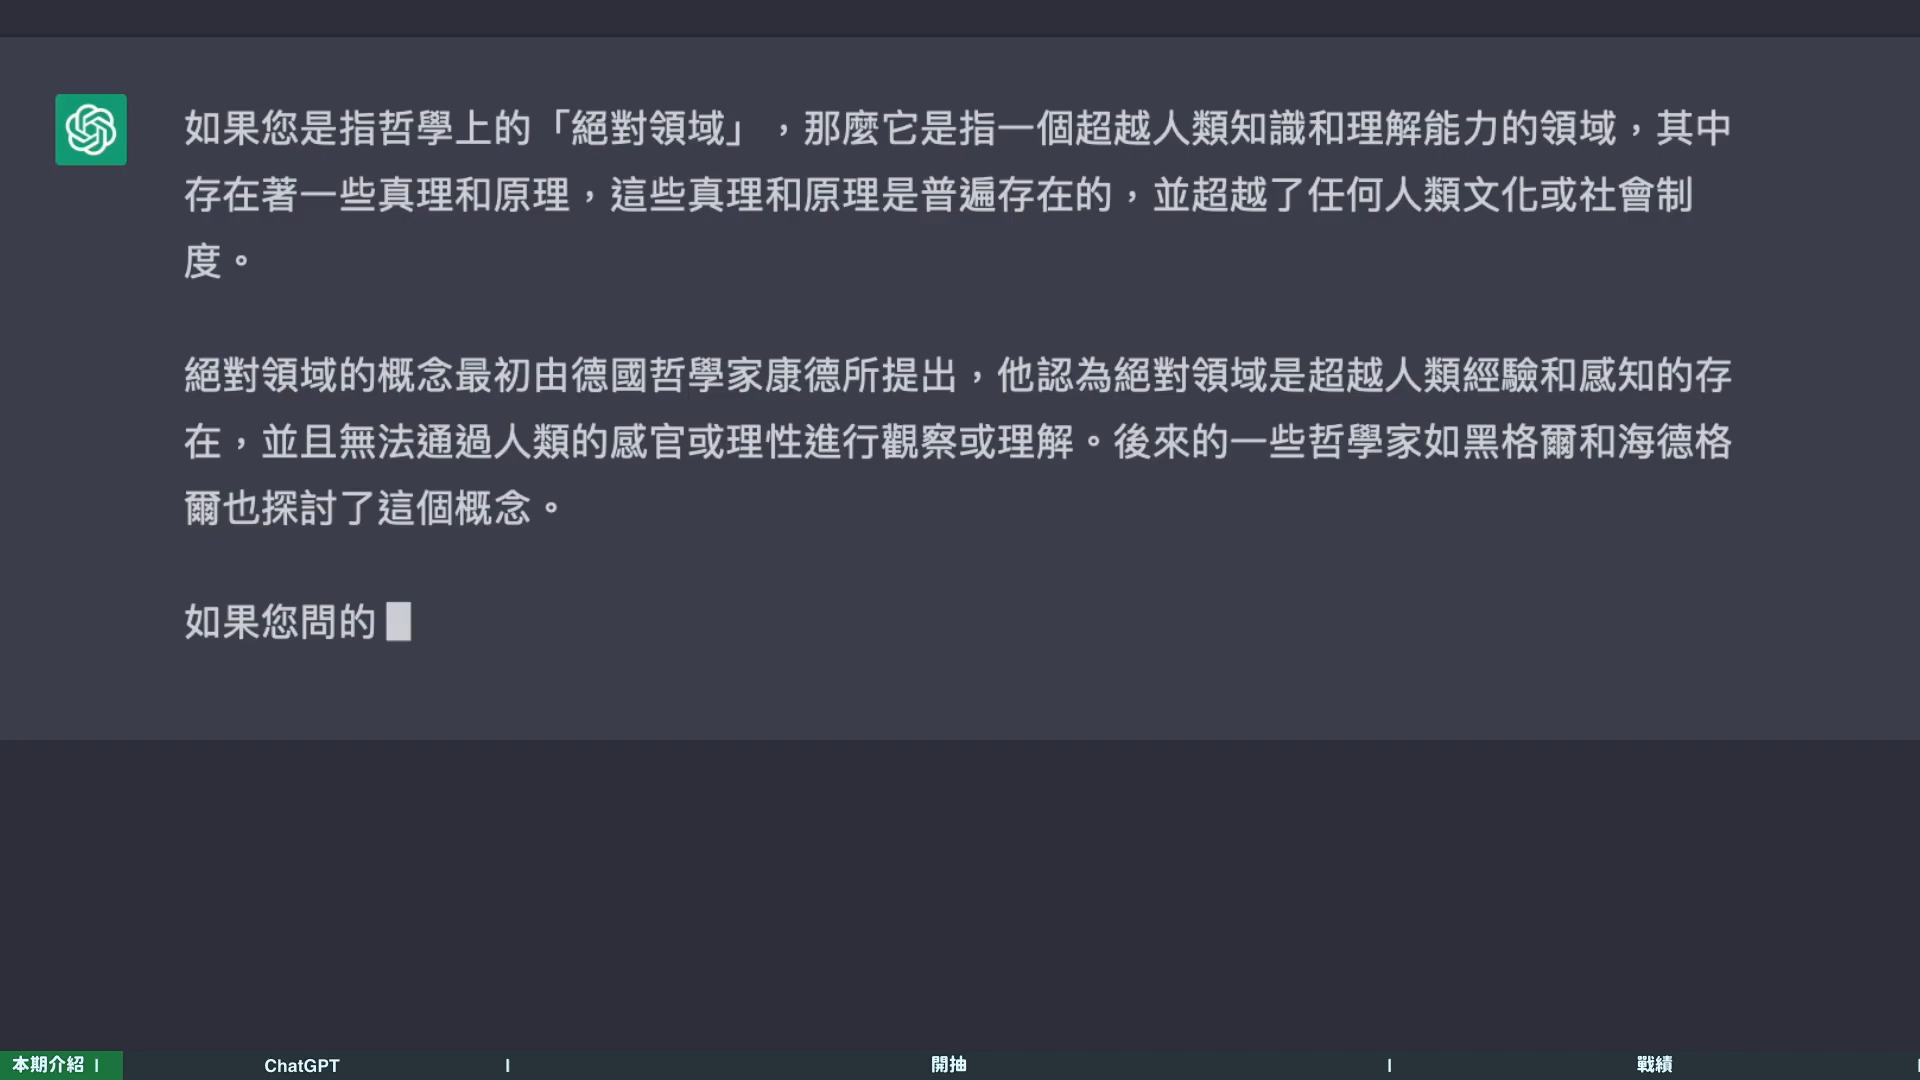 如果您是指哲學上的「絕對領域」，那麼它是指一個超越人類知識和理解能力的領域，其中
存在著一些真理和原理，這些真理和原理是普遍存在的，並超越了任何人類文化或社會制
度。
絕對領域的概念最初由德國哲學家康德所提出，他認為絕對領域是超越人類經驗和感知的存
在，並且無法通過人類的感官或理性進行觀察或理解。後來的一些哲學家如黑格爾和海德格
爾也探討了這個概念。
如果您問的
本期介紹 | ChatGPT | 開抽 | 戰績 |